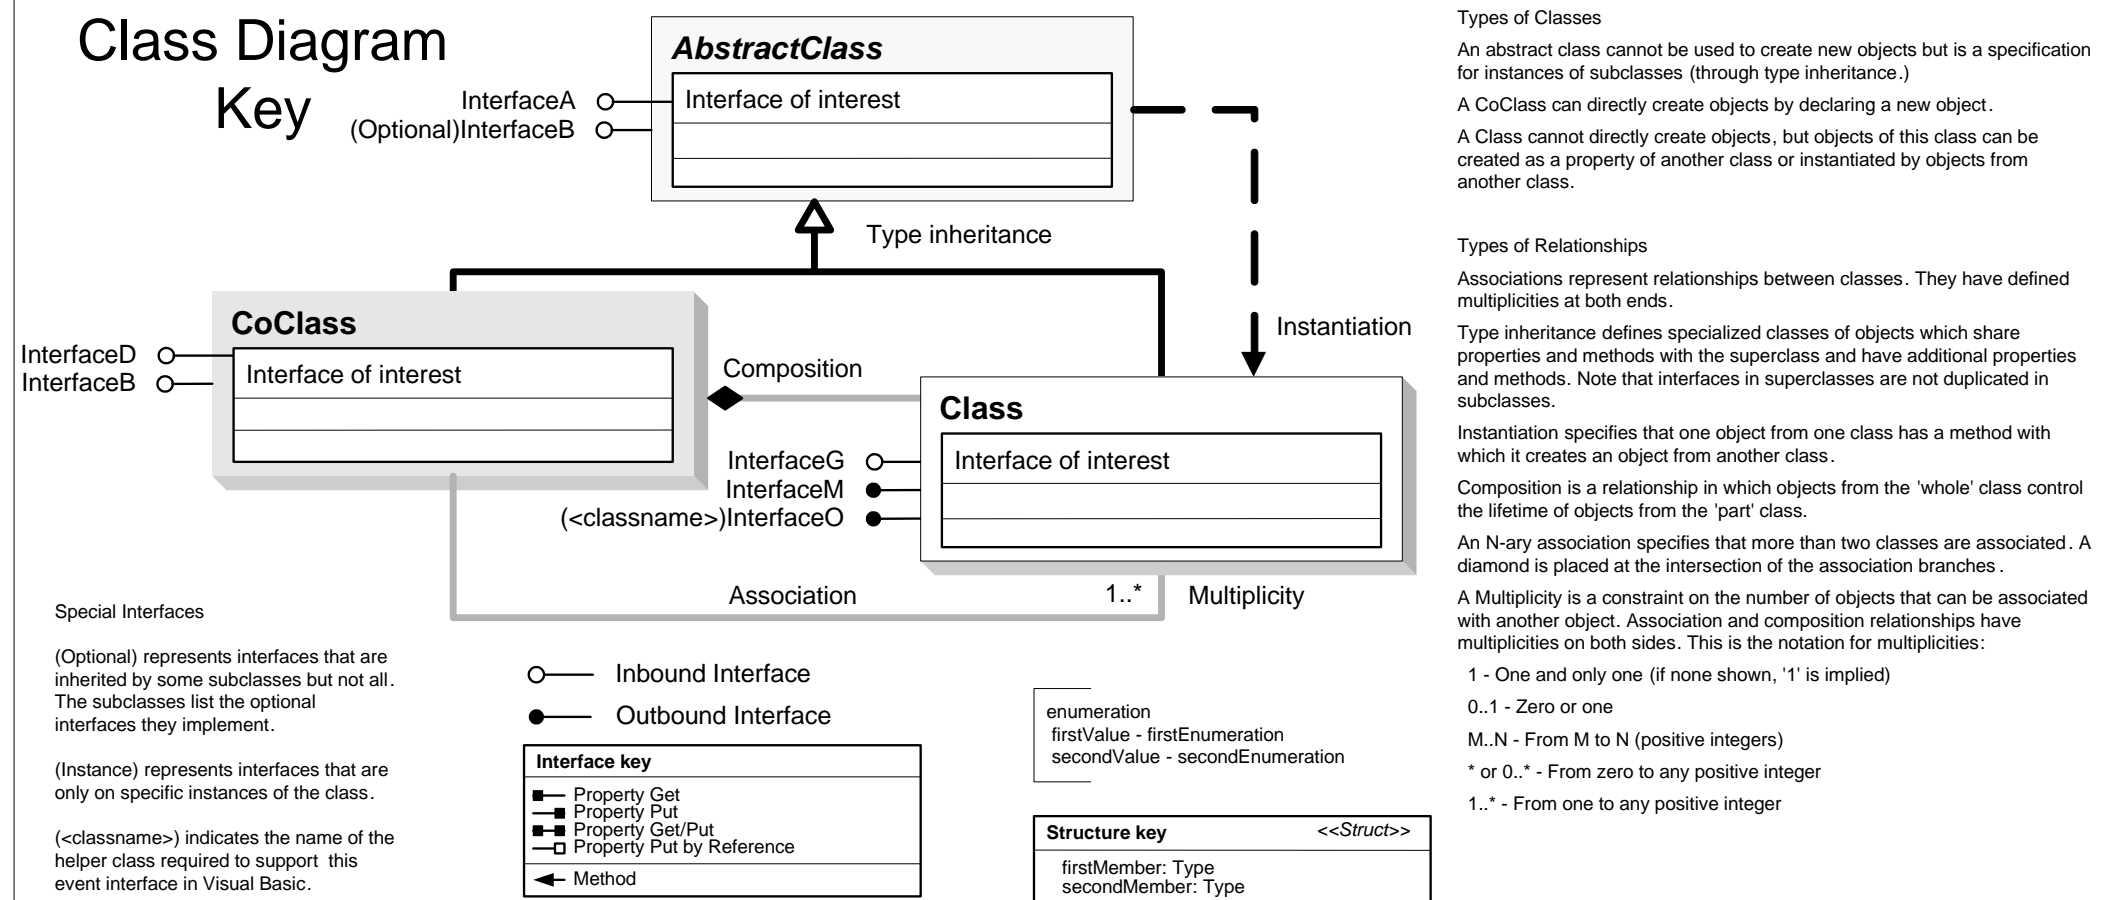 Class Diagram
Key
AbstractClass
Interface of interest
InterfaceA
(Optional)InterfaceB
Type inheritance
Instantiation
CoClass
Interface of interest
InterfaceD
InterfaceB
Composition
Class
Interface of interest
InterfaceG
InterfaceM
(<classname>)InterfaceO
Association
1..*
Multiplicity
Special Interfaces
(Optional) represents interfaces that are
inherited by some subclasses but not all.
The subclasses list the optional
interfaces they implement.
(Instance) represents interfaces that are
only on specific instances of the class.
(<classname>) indicates the name of the
helper class required to support this
event interface in Visual Basic.
Inbound Interface
Outbound Interface
Interface key
Property Get
Property Put
Property Get/Put
Property Put by Reference
Method
enumeration
firstValue - firstEnumeration
secondValue - secondEnumeration
Structure key
<<Struct>>
firstMember: Type
secondMember: Type
Types of Classes
An abstract class cannot be used to create new objects but is a specification
for instances of subclasses (through type inheritance.)
A CoClass can directly create objects by declaring a new object.
A Class cannot directly create objects, but objects of this class can be
created as a property of another class or instantiated by objects from
another class.
Types of Relationships
Associations represent relationships between classes. They have defined
multiplicities at both ends.
Type inheritance defines specialized classes of objects which share
properties and methods with the superclass and have additional properties
and methods. Note that interfaces in superclasses are not duplicated in
subclasses.
Instantiation specifies that one object from one class has a method with
which it creates an object from another class.
Composition is a relationship in which objects from the 'whole' class control
the lifetime of objects from the 'part' class.
An N-ary association specifies that more than two classes are associated. A
diamond is placed at the intersection of the association branches.
A Multiplicity is a constraint on the number of objects that can be associated
with another object. Association and composition relationships have
multiplicities on both sides. This is the notation for multiplicities:
1 - One and only one (if none shown, '1' is implied)
0..1 - Zero or one
M..N - From M to N (positive integers)
* or 0..* - From zero to any positive integer
1..* - From one to any positive integer